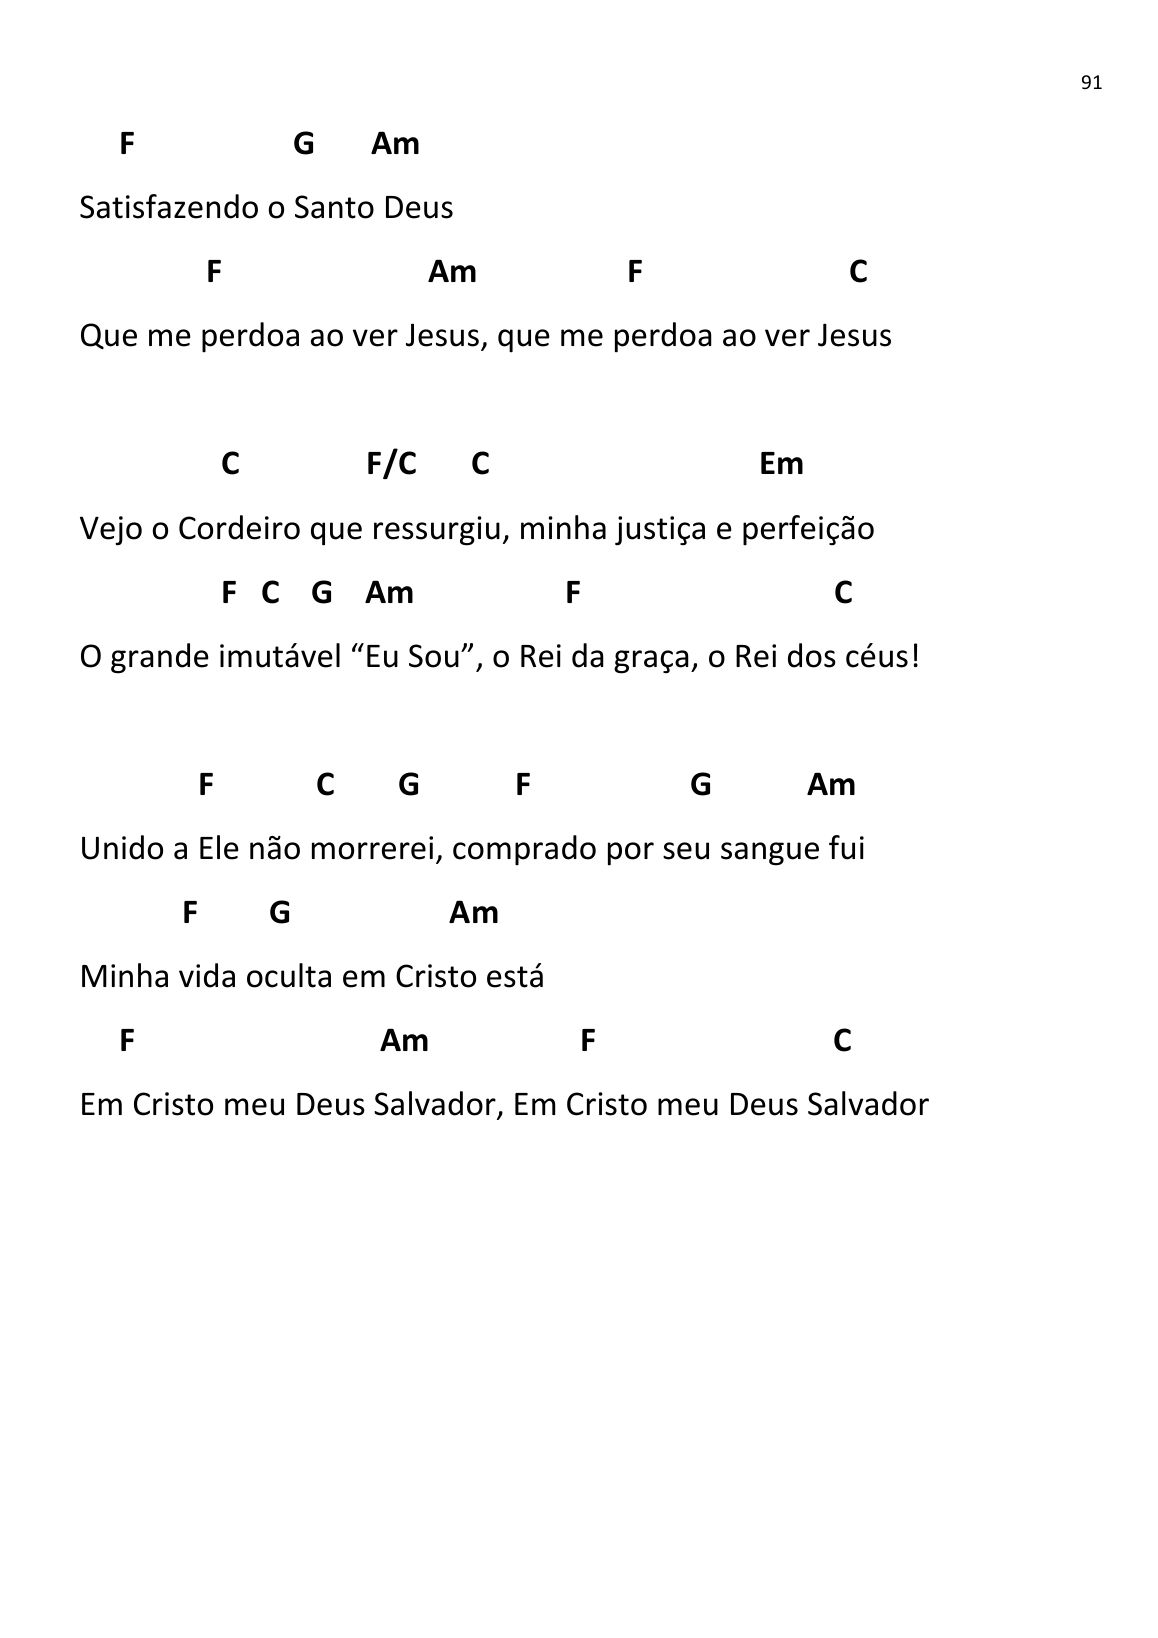 91
F G Am
Satisfazendo o Santo Deus
F Am F C
Que me perdoa ao ver Jesus, que me perdoa ao ver Jesus
C F/C C Em
Vejo o Cordeiro que ressurgiu, minha justiça e perfeição
F C G Am F C
O grande imutável “Eu Sou”, o Rei da graça, o Rei dos céus!
F C G F G Am
Unido a Ele não morrerei, comprado por seu sangue fui
F G Am
Minha vida oculta em Cristo está
F Am F C
Em Cristo meu Deus Salvador, Em Cristo meu Deus Salvador